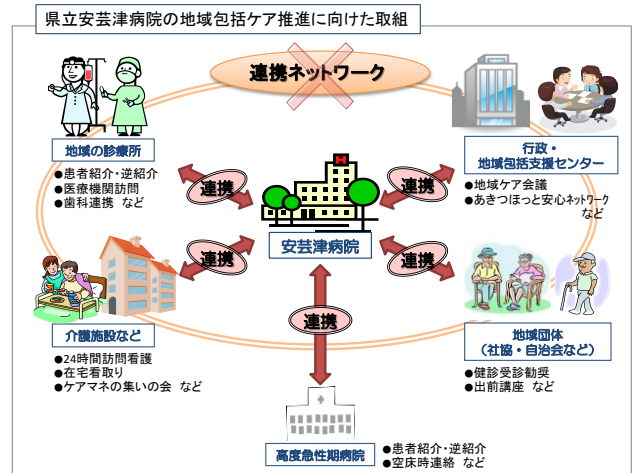 県立安芸津病院の地域包括ケア推進に向けた取組
連携ネットワーク
地域の診療所
●患者紹介・逆紹介
●医療機関訪問
●歯科連携 など
行政・
地域包括支援センター
●地域ケア会議
●あきつほっと安心ネットワーク
など
連携
連携
H
安芸津病院
連携
連携
介護施設など
●24時間訪問看護
●在宅看取り
●ケアマネの集いの会 など
連携
地域団体
（社協・自治会など）
●健診受診勧奨
●出前講座 など
高度急性期病院
●患者紹介・逆紹介
●空床時連絡 など